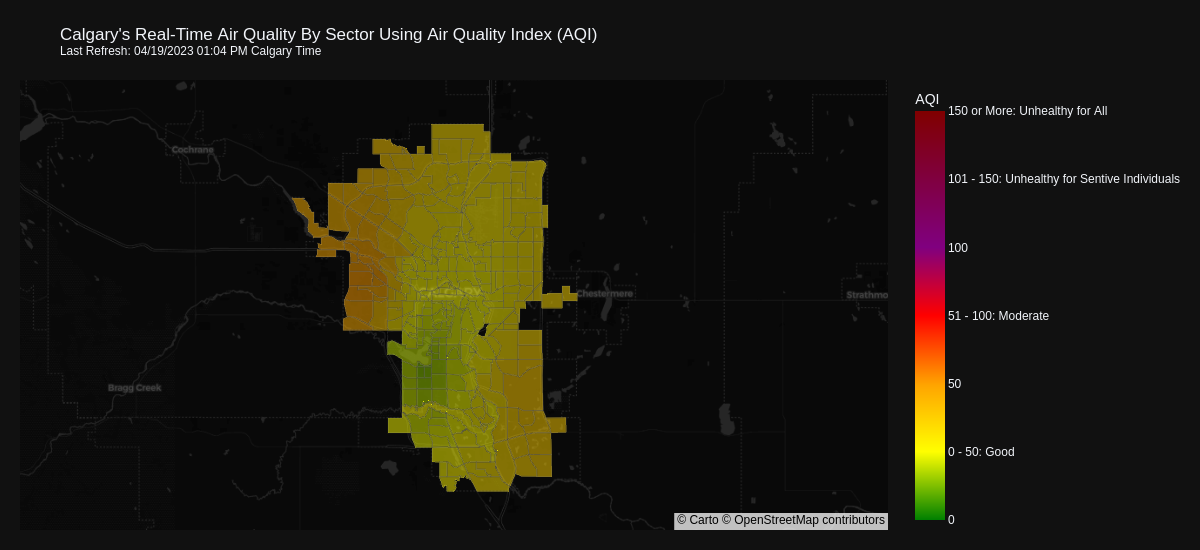 Calgary's Real-Time Air Quality By Sector Using Air Quality Index (AQI)
Last Refresh: 04/19/2023 01:04 PM Calgary Time
AQI
150 or More: Unhealthy for All
101 - 150: Unhealthy for Sentive Individuals
100
51 - 100: Moderate
50
0 - 50: Good
0
Cochrane
Chestermere
Strathmo
Bragg Creek
© Carto © OpenStreetMap contributors